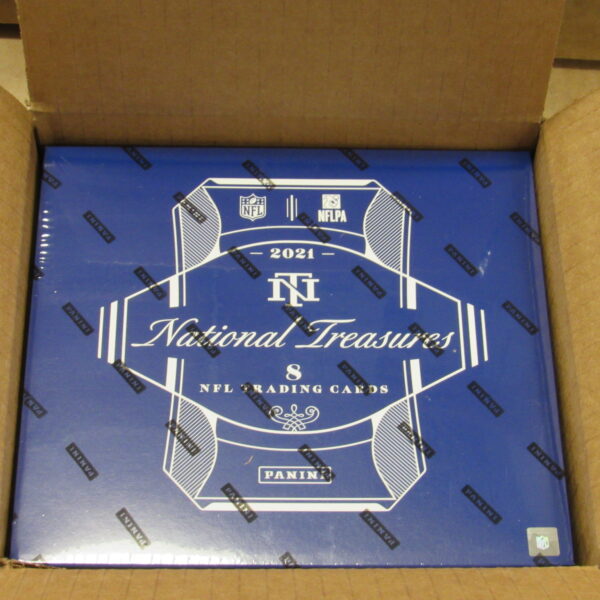 NFL NFLPA
2021
NT
National Treasures
8
NFL TRADING CARDS
PANINI